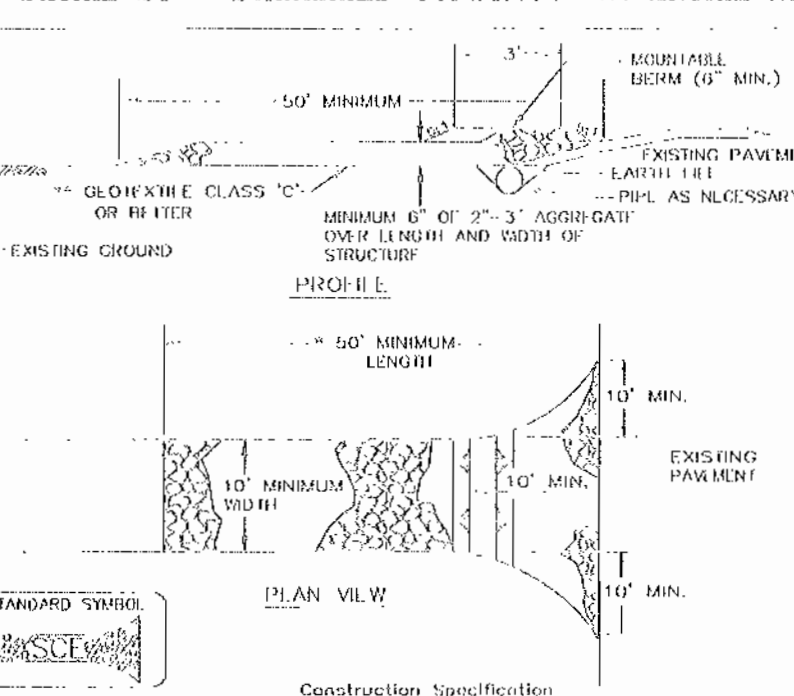 3'
MOUNTABLE
BERM (6" MIN.)
50' MINIMUM
EXISTING PAVEME
EARTH FILL
PIPE AS NECESSARY
** GEOTEXTILE CLASS 'C'
OR BETTER
MINIMUM 6" OF 2"-3" AGGREGATE
OVER LENGTH AND WIDTH OF
STRUCTURE
EXISTING GROUND
PROFILE
* 50' MINIMUM
LENGTH
10' MIN.
EXISTING
PAVEMENT
10' MINIMUM
WIDTH
10' MIN.
10' MIN.
PLAN VIEW
TANDARD SYMBOL
SCE
Construction Specification